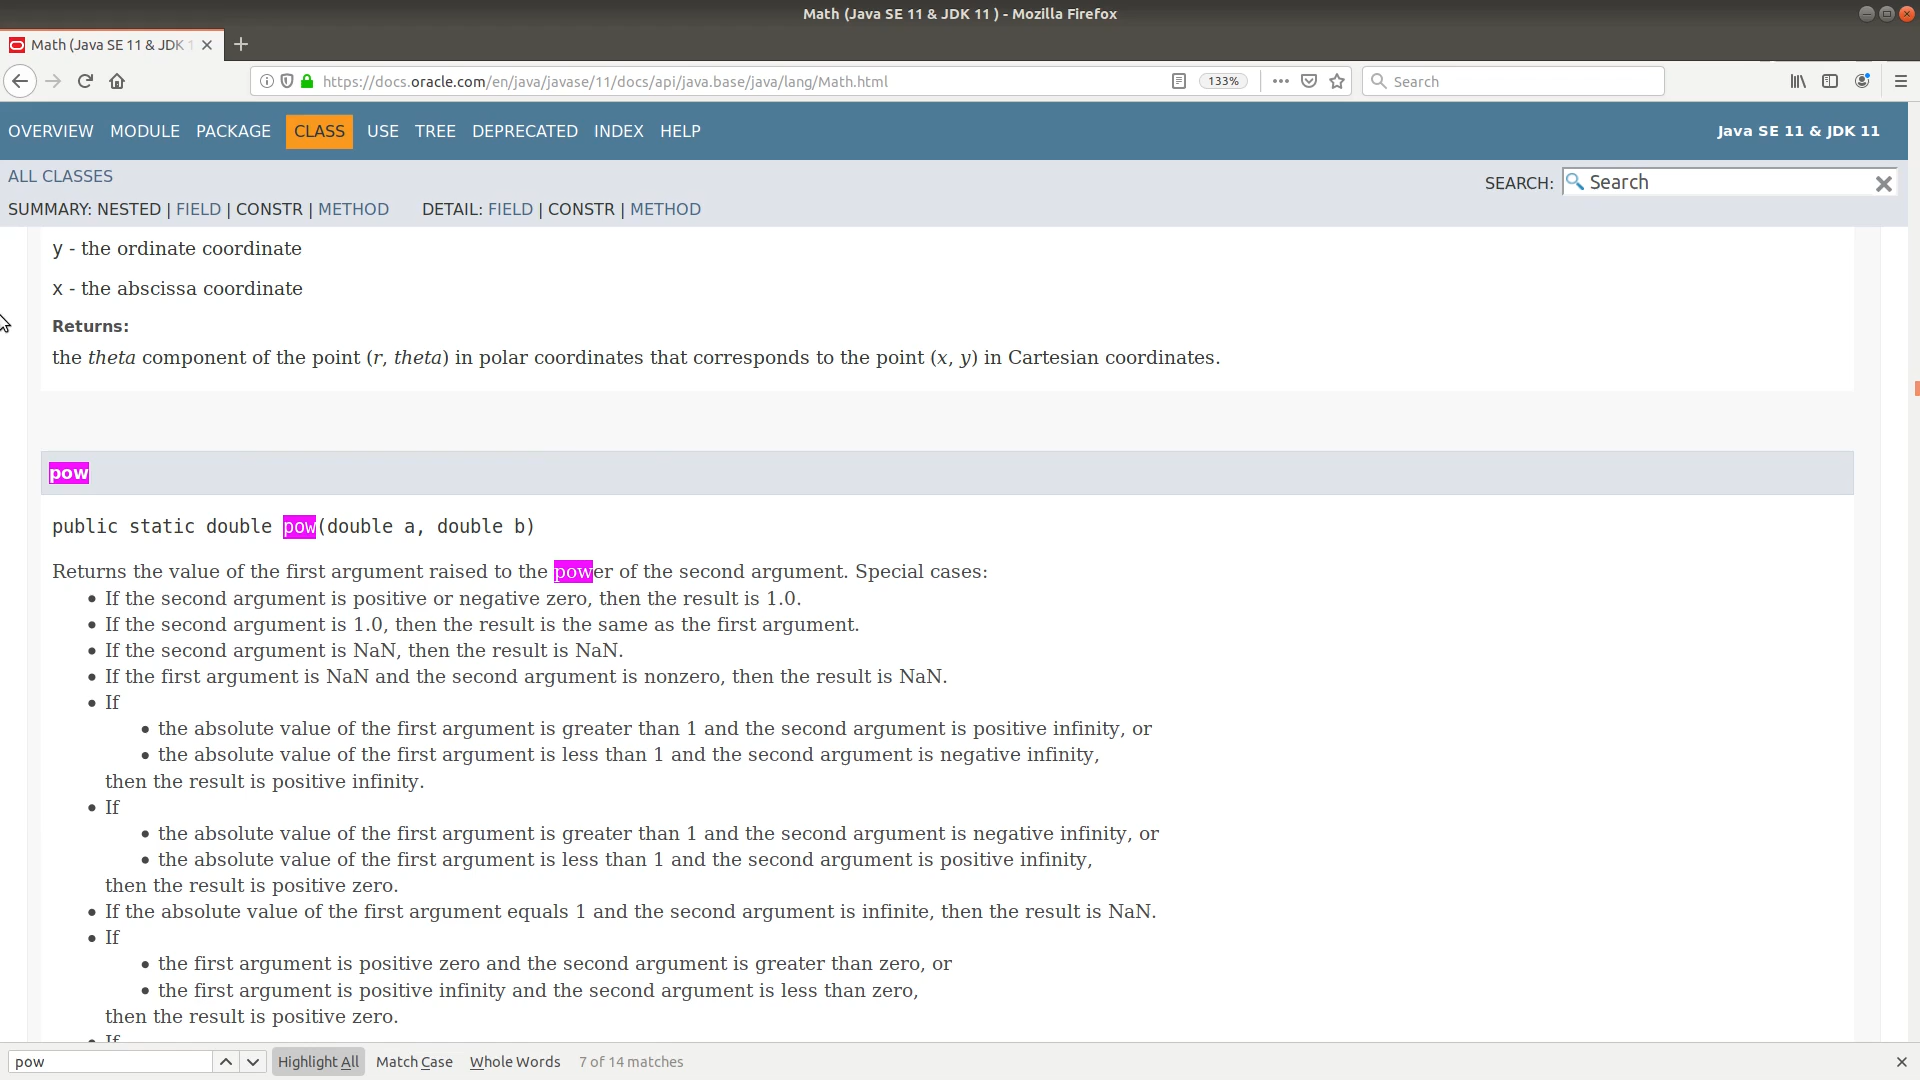 Math (Java SE 11 & JDK 11 ) - Mozilla Firefox
Math (Java SE 11 & JDK 1
https://docs.oracle.com/en/java/javase/11/docs/api/java.base/java/lang/Math.html 133% Search
OVERVIEW MODULE PACKAGE CLASS USE TREE DEPRECATED INDEX HELP Java SE 11 & JDK 11
ALL CLASSES
SEARCH: Search
SUMMARY: NESTED | FIELD | CONSTR | METHOD DETAIL: FIELD | CONSTR | METHOD
y - the ordinate coordinate
x - the abscissa coordinate
Returns:
the theta component of the point (r, theta) in polar coordinates that corresponds to the point (x, y) in Cartesian coordinates.
pow
public static double pow(double a, double b)
Returns the value of the first argument raised to the power of the second argument. Special cases:
• If the second argument is positive or negative zero, then the result is 1.0.
• If the second argument is 1.0, then the result is the same as the first argument.
• If the second argument is NaN, then the result is NaN.
• If the first argument is NaN and the second argument is nonzero, then the result is NaN.
• If
• the absolute value of the first argument is greater than 1 and the second argument is positive infinity, or
• the absolute value of the first argument is less than 1 and the second argument is negative infinity,
then the result is positive infinity.
• If
• the absolute value of the first argument is greater than 1 and the second argument is negative infinity, or
• the absolute value of the first argument is less than 1 and the second argument is positive infinity,
then the result is positive zero.
• If the absolute value of the first argument equals 1 and the second argument is infinite, then the result is NaN.
• If
• the first argument is positive zero and the second argument is greater than zero, or
• the first argument is positive infinity and the second argument is less than zero,
then the result is positive zero.
• If
pow Highlight All Match Case Whole Words 7 of 14 matches